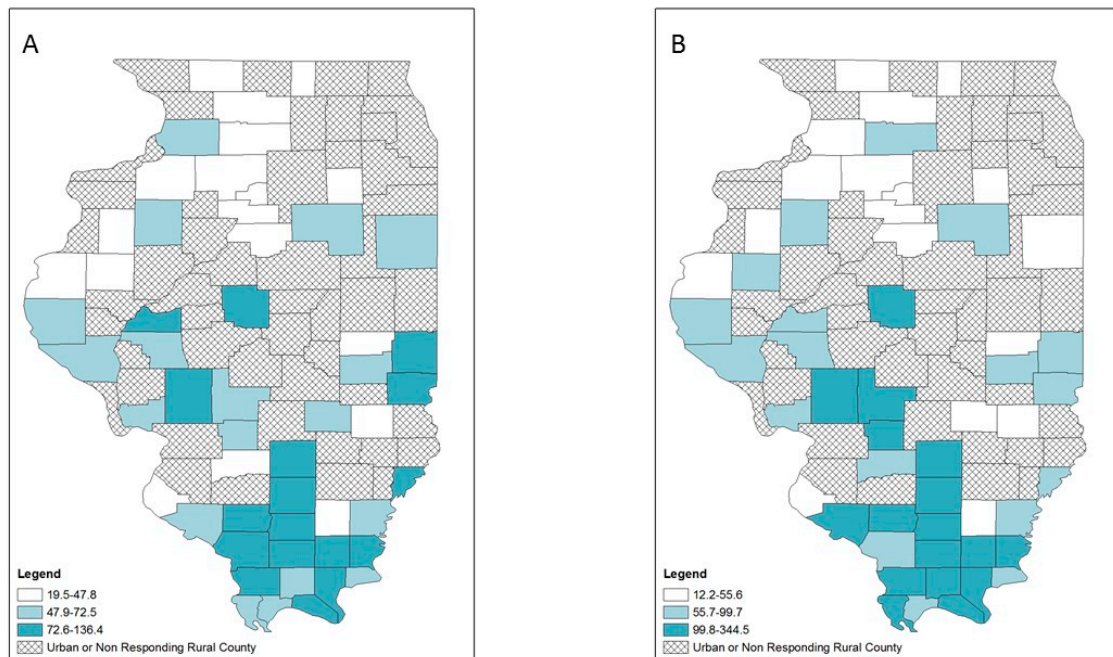 A
Legend
19.5-47.8
47.9-72.5
72.6-136.4
Urban or Non Responding Rural County
B
Legend
12.2-55.6
55.7-99.7
99.8-344.5
Urban or Non Responding Rural County